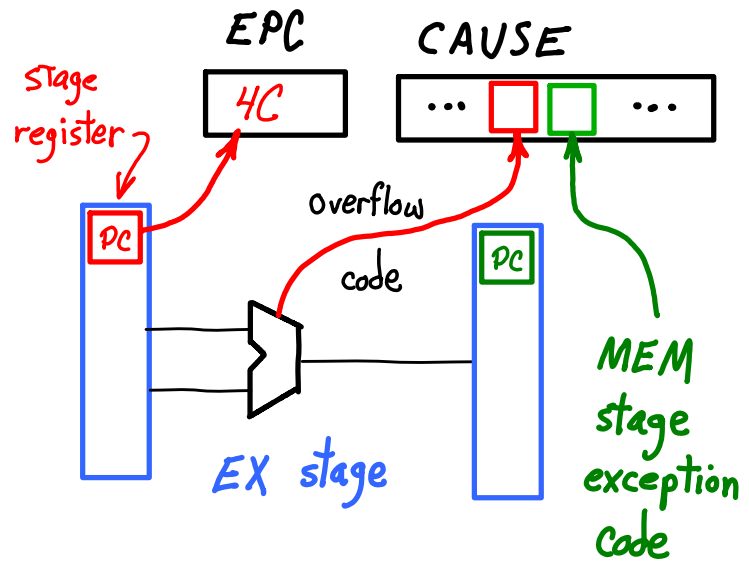 EPC
CAUSE
stage
register
4C
... ...
PC
overflow
code
PC
EX stage
MEM
stage
exception
code